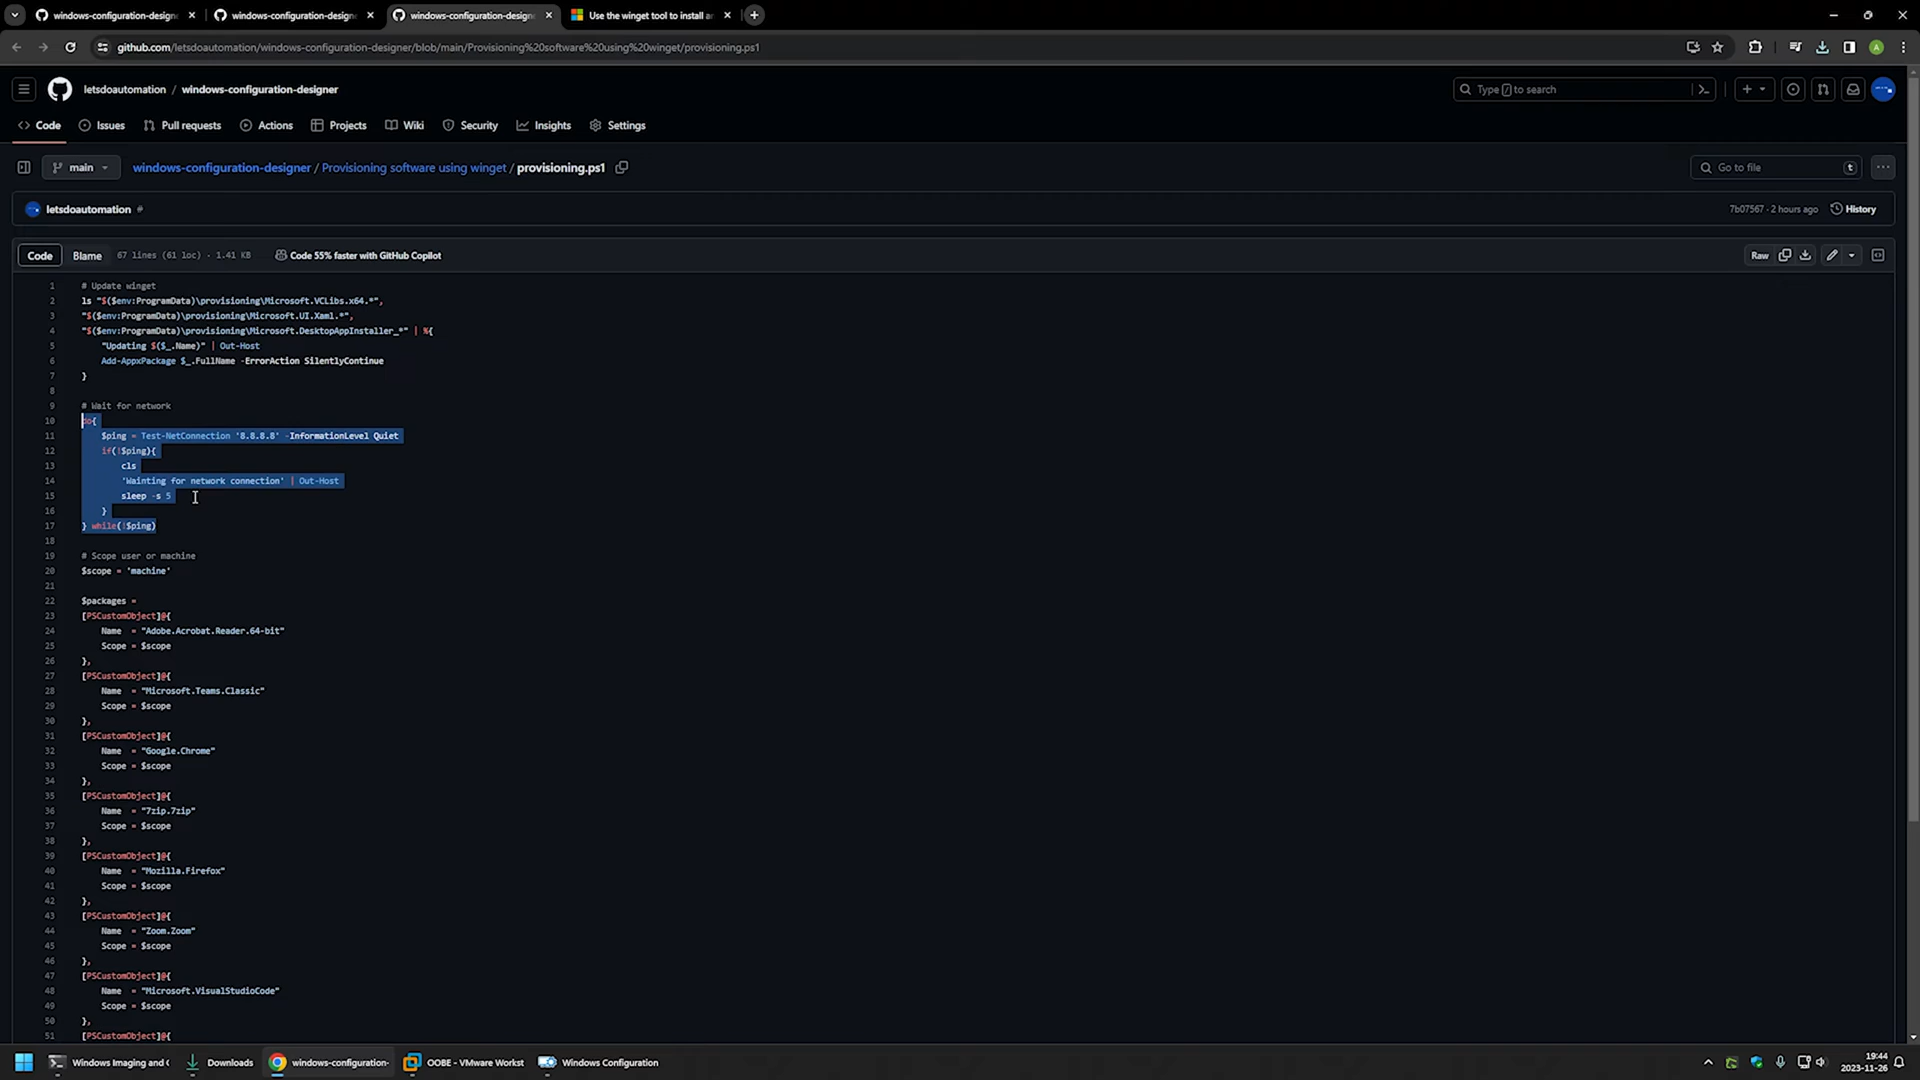 windows-configuration-design
windows-configuration-designe
windows-configuration-design
Use the winget tool to install a
github.com/letsdoautomation/windows-configuration-designer/blob/main/Provisioning%20software%20using%20winget/provisioning.ps1
letsdoautomation / windows-configuration-designer
Type / to search
Code
Issues
Pull requests
Actions
Projects
Wiki
Security
Insights
Settings
main
windows-configuration-designer / Provisioning software using winget / provisioning.ps1
Go to file
t
letsdoautomation
7b07567 · 2 hours ago
History
Code
Blame
67 lines (61 loc) · 1.41 KB
Code 55% faster with GitHub Copilot
Raw
1 # Update winget
2 ls "$($env:ProgramData)\provisioning\Microsoft.VCLibs.x64.*",
3 "$($env:ProgramData)\provisioning\Microsoft.UI.Xaml.*",
4 "$($env:ProgramData)\provisioning\Microsoft.DesktopAppInstaller_*" | %{
5 "Updating $($_.Name)" | Out-Host
6 Add-AppxPackage $_.FullName -ErrorAction SilentlyContinue
7 }
8
9 # Wait for network
10 do{
11 $ping = Test-NetConnection '8.8.8.8' -InformationLevel Quiet
12 if(!$ping){
13 cls
14 'Wainting for network connection' | Out-Host
15 sleep -s 5
16 }
17 } while(!$ping)
18
19 # Scope user or machine
20 $scope = 'machine'
21
22 $packages =
23 [PSCustomObject]@{
24 Name = "Adobe.Acrobat.Reader.64-bit"
25 Scope = $scope
26 },
27 [PSCustomObject]@{
28 Name = "Microsoft.Teams.Classic"
29 Scope = $scope
30 },
31 [PSCustomObject]@{
32 Name = "Google.Chrome"
33 Scope = $scope
34 },
35 [PSCustomObject]@{
36 Name = "7zip.7zip"
37 Scope = $scope
38 },
39 [PSCustomObject]@{
40 Name = "Mozilla.Firefox"
41 Scope = $scope
42 },
43 [PSCustomObject]@{
44 Name = "Zoom.Zoom"
45 Scope = $scope
46 },
47 [PSCustomObject]@{
48 Name = "Microsoft.VisualStudioCode"
49 Scope = $scope
50 },
51 [PSCustomObject]@{
Windows Imaging and C
Downloads
windows-configuration-
OOBE - VMware Workst
Windows Configuration
19:44
2023-11-26